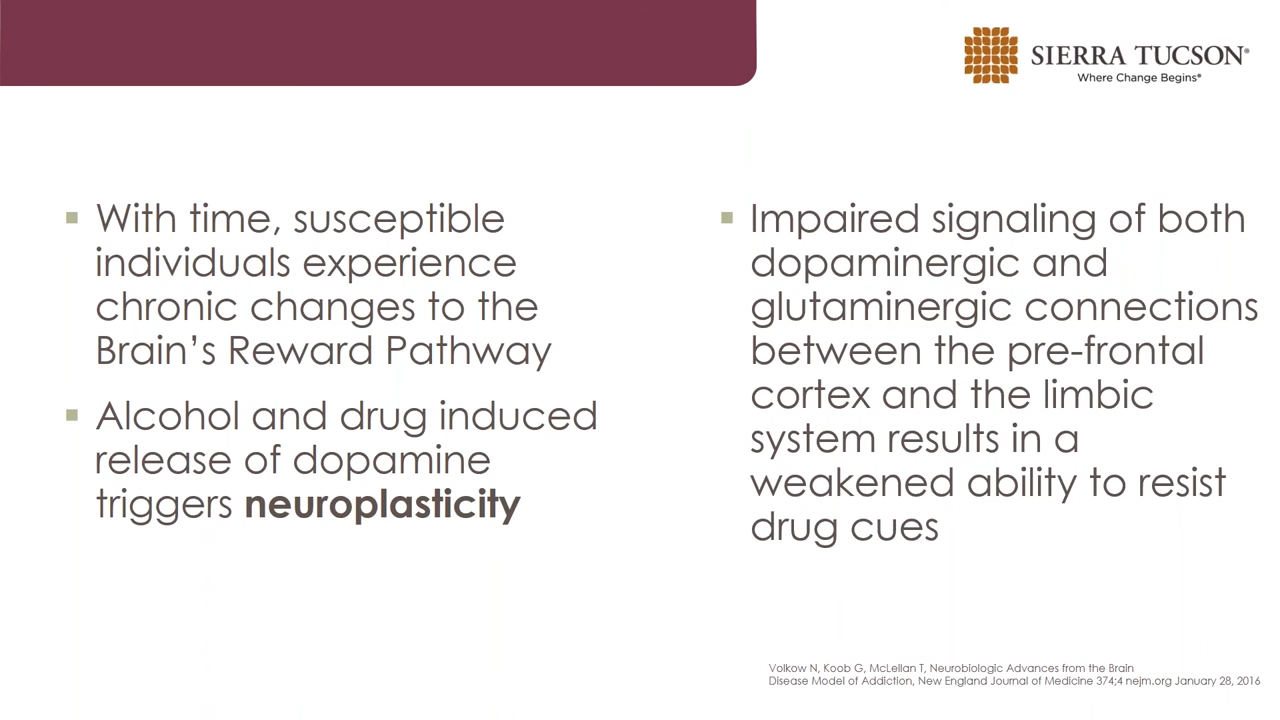 SIERRA TUCSON®
Where Change Begins®
With time, susceptible
individuals experience
chronic changes to the
Brain's Reward Pathway
Alcohol and drug induced
release of dopamine
triggers neuroplasticity
Impaired signaling of both
dopaminergic and
glutaminergic connections
between the pre-frontal
cortex and the limbic
system results in a
weakened ability to resist
drug cues
Volkow N, Koob G, McLellan T, Neurobiologic Advances from the Brain
Disease Model of Addiction, New England Journal of Medicine 374;4 nejm.org January 28, 2016